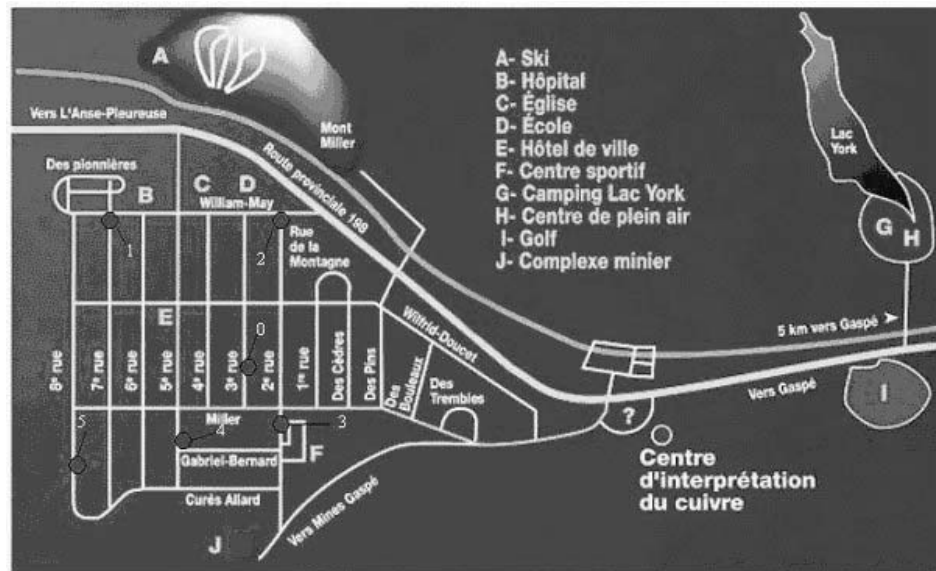 A
Vers L'Anse-Pleureuse
Mont
Miller
Route provinciale 198
A- Ski
B- Hôpital
C- Église
D- École
E- Hôtel de ville
F- Centre sportif
G- Camping Lac York
H- Centre de plein air
I- Golf
J- Complexe minier
Lac
York
G
H
Des pionnières
B
C
D
William-May
1
2
Rue
de la
Montagne
E
0
8e rue
7e rue
6e rue
5e rue
4e rue
3e rue
2e rue
1re rue
Des Cèdres
Des Pins
Wilfrid-Doucet
Des
Bouleaux
Des
Trembles
5 km vers Gaspé
Vers Gaspé
I
?
5
Miller
4
3
Gabriel-Bernard
F
Curés Allard
Vers Mines Gaspé
J
Centre
d'interprétation
du cuivre